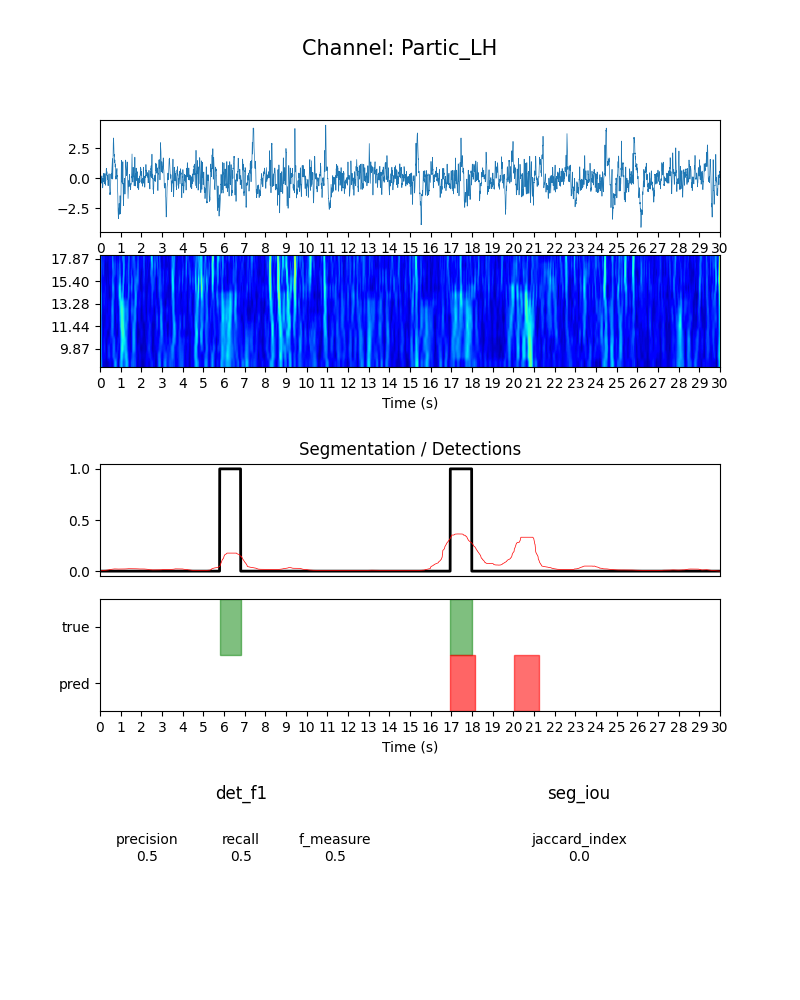 Channel: Partic_LH
2.5
0.0
−2.5
0 1 2 3 4 5 6 7 8 9 10 11 12 13 14 15 16 17 18 19 20 21 22 23 24 25 26 27 28 29 30
17.87
15.40
13.28
11.44
9.87
0 1 2 3 4 5 6 7 8 9 10 11 12 13 14 15 16 17 18 19 20 21 22 23 24 25 26 27 28 29 30
Time (s)
Segmentation / Detections
1.0
0.5
0.0
true
pred
0 1 2 3 4 5 6 7 8 9 10 11 12 13 14 15 16 17 18 19 20 21 22 23 24 25 26 27 28 29 30
Time (s)
det_f1 seg_iou
precision recall f_measure jaccard_index
0.5 0.5 0.5 0.0